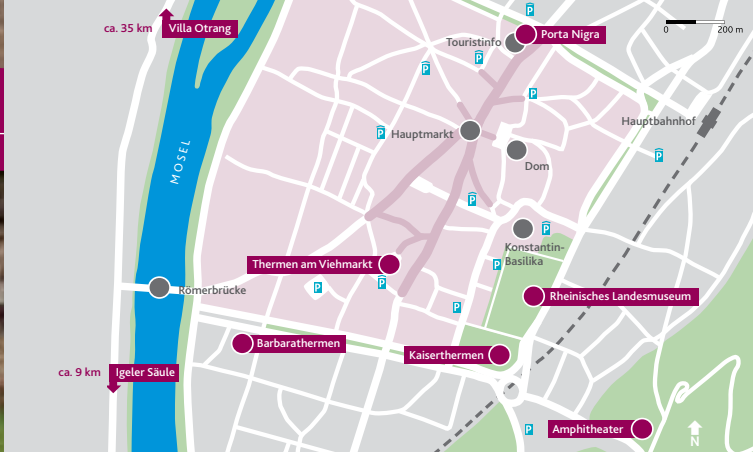 P
ca. 35 km
Villa Otrang
Porta Nigra
0
200 m
Touristinfo
P
P
P
Hauptbahnhof
P
Hauptmarkt
P
MOSEL
Dom
P
P
Konstantin-
Basilika
Thermen am Viehmarkt
P
P
P
Römerbrücke
Rheinisches Landesmuseum
P
Barbarathermen
Kaiserthermen
ca. 9 km
Igeler Säule
P
Amphitheater
N